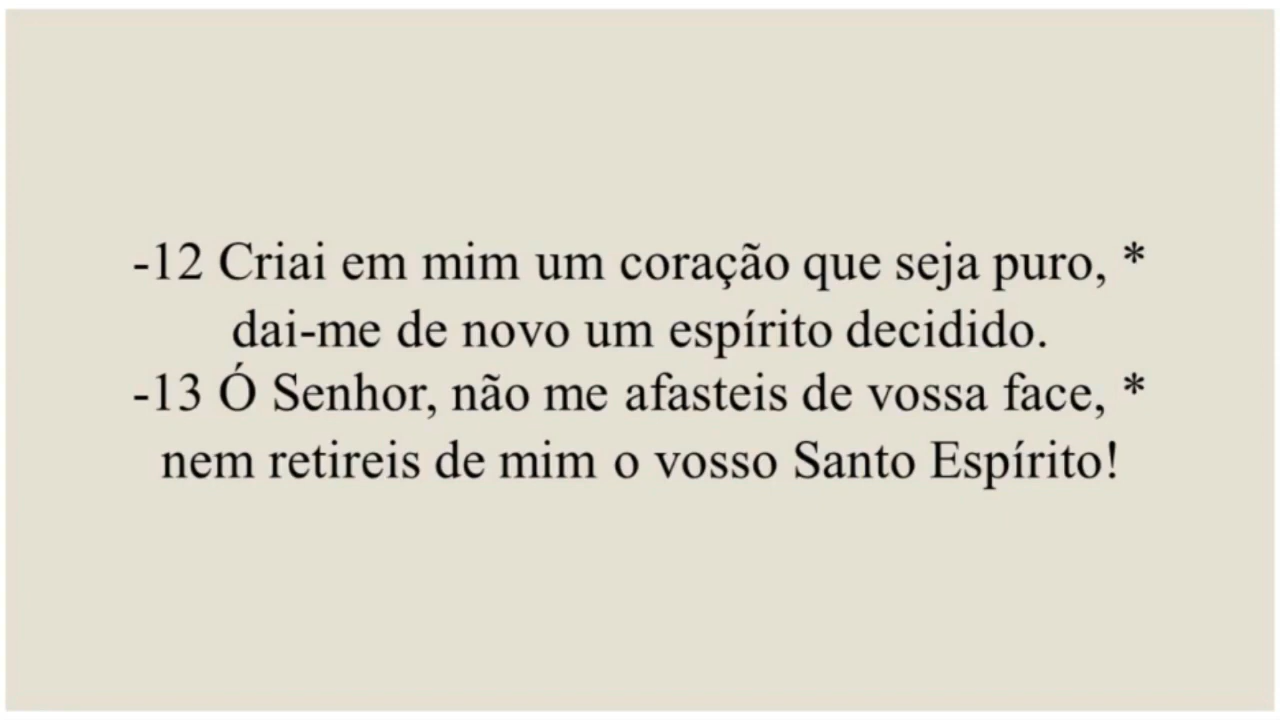 -12 Criai em mim um coração que seja puro, *
dai-me de novo um espírito decidido.
-13 Ó Senhor, não me afasteis de vossa face, *
nem retireis de mim o vosso Santo Espírito!